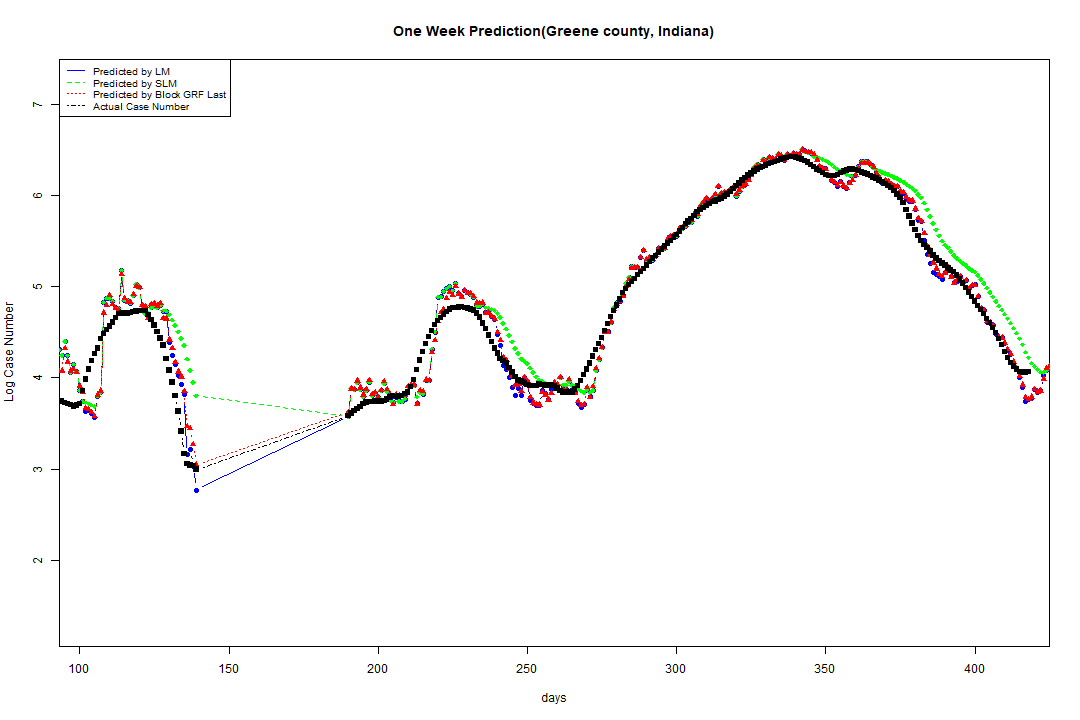 One Week Prediction(Greene county, Indiana)
Predicted by LM
Predicted by SLM
Predicted by Block GRF Last
Actual Case Number
Log Case Number
7
6
5
4
3
2
100 150 200 250 300 350 400
days